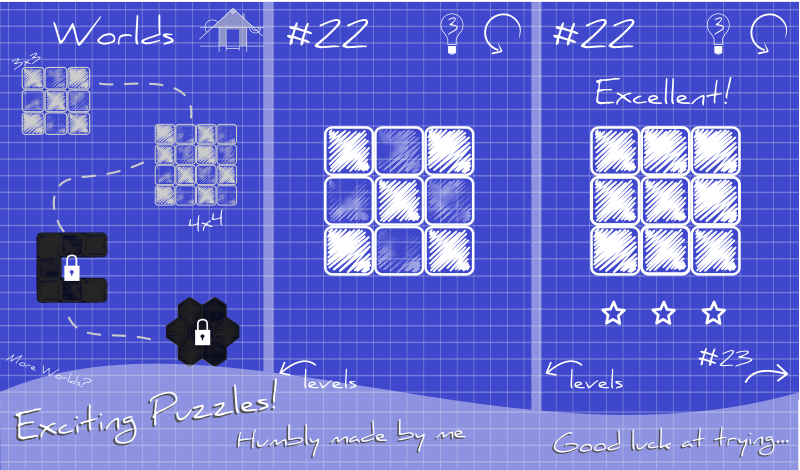 Worlds
3x3
4x4
More Worlds?
#22
3
levels
#22
3
Excellent!
#23
levels
Exciting Puzzles!
Humbly made by me
Good luck at trying...